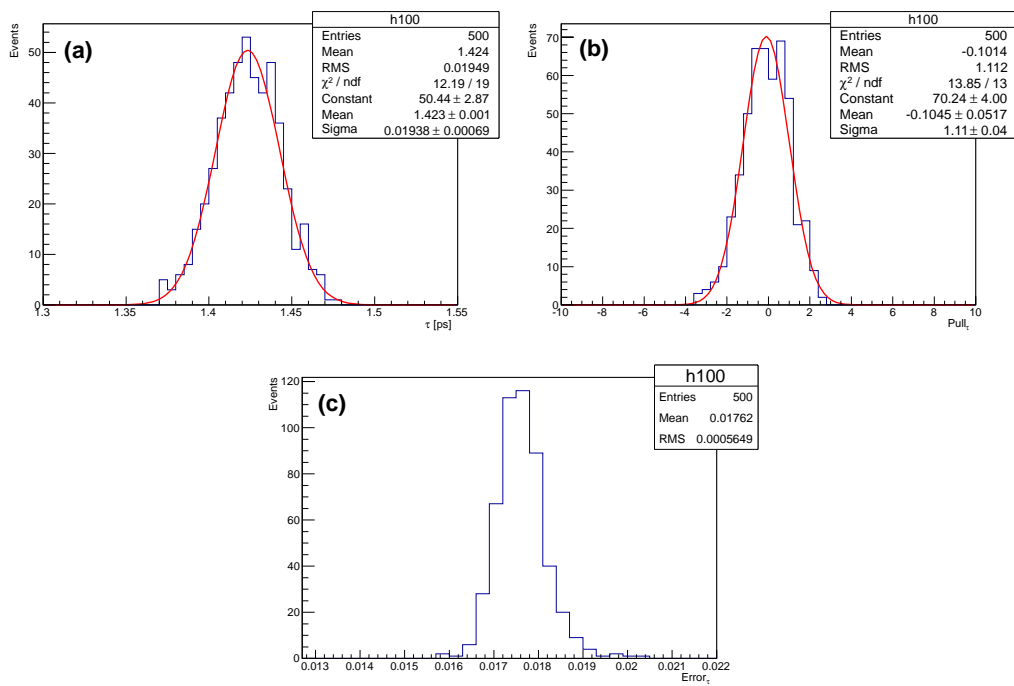 h100
Entries 500
Mean 1.424
RMS 0.01949
χ² / ndf 12.19 / 19
Constant 50.44 ± 2.87
Mean 1.423 ± 0.001
Sigma 0.01938 ± 0.00069
(a)
Events
50
40
30
20
10
0
1.3 1.35 1.4 1.45 1.5 1.55
τ [ps]
h100
Entries 500
Mean -0.1014
RMS 1.112
χ² / ndf 13.85 / 13
Constant 70.24 ± 4.00
Mean -0.1045 ± 0.0517
Sigma 1.11 ± 0.04
(b)
Events
70
60
50
40
30
20
10
0
-10 -8 -6 -4 -2 0 2 4 6 8 10
Pull_τ
h100
Entries 500
Mean 0.01762
RMS 0.0005649
(c)
Events
120
100
80
60
40
20
0
0.013 0.014 0.015 0.016 0.017 0.018 0.019 0.02 0.021 0.022
Error_τ